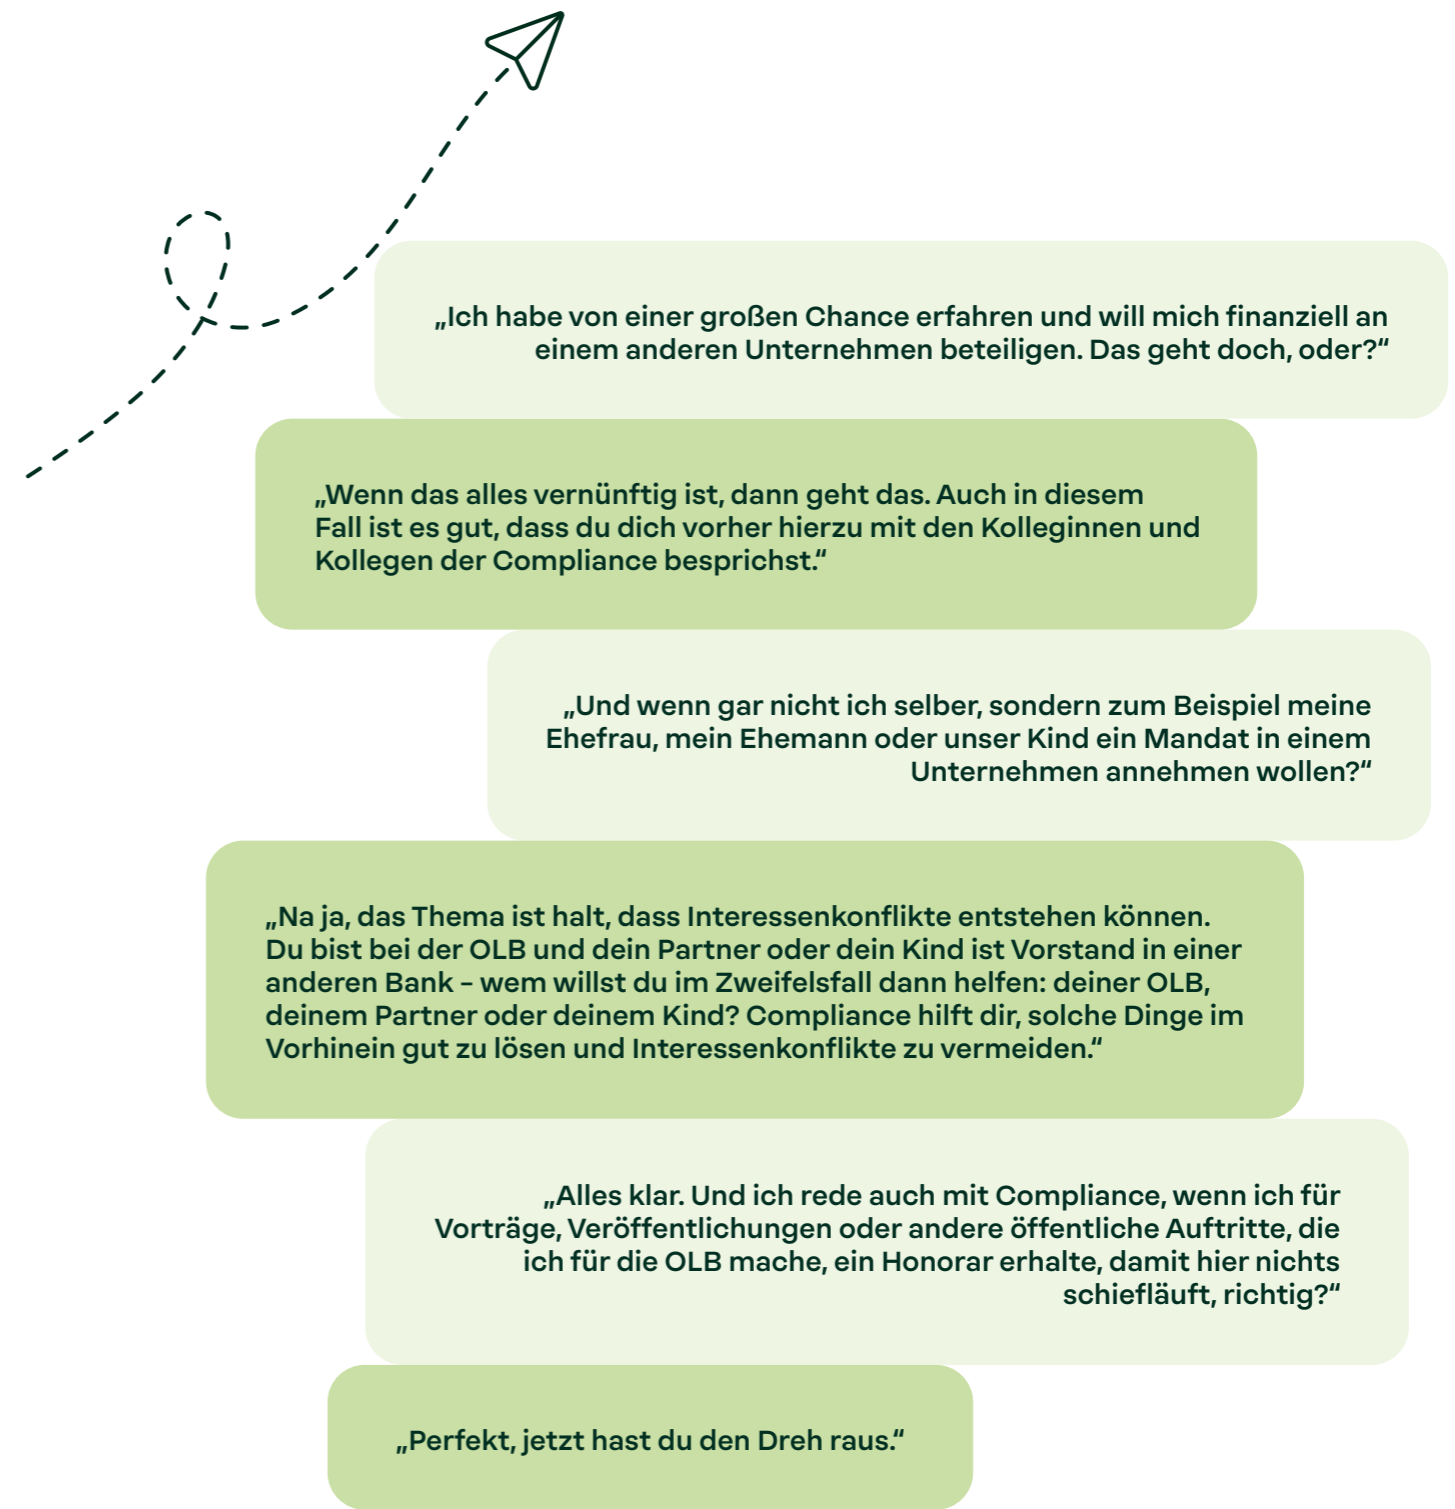 „Ich habe von einer großen Chance erfahren und will mich finanziell an
einem anderen Unternehmen beteiligen. Das geht doch, oder?“
„Wenn das alles vernünftig ist, dann geht das. Auch in diesem
Fall ist es gut, dass du dich vorher hierzu mit den Kolleginnen und
Kollegen der Compliance besprichst.“
„Und wenn gar nicht ich selber, sondern zum Beispiel meine
Ehefrau, mein Ehemann oder unser Kind ein Mandat in einem
Unternehmen annehmen wollen?“
„Na ja, das Thema ist halt, dass Interessenkonflikte entstehen können.
Du bist bei der OLB und dein Partner oder dein Kind ist Vorstand in einer
anderen Bank – wem willst du im Zweifelsfall dann helfen: deiner OLB,
deinem Partner oder deinem Kind? Compliance hilft dir, solche Dinge im
Vorhinein gut zu lösen und Interessenkonflikte zu vermeiden.“
„Alles klar. Und ich rede auch mit Compliance, wenn ich für
Vorträge, Veröffentlichungen oder andere öffentliche Auftritte, die
ich für die OLB mache, ein Honorar erhalte, damit hier nichts
schiefläuft, richtig?“
„Perfekt, jetzt hast du den Dreh raus.“